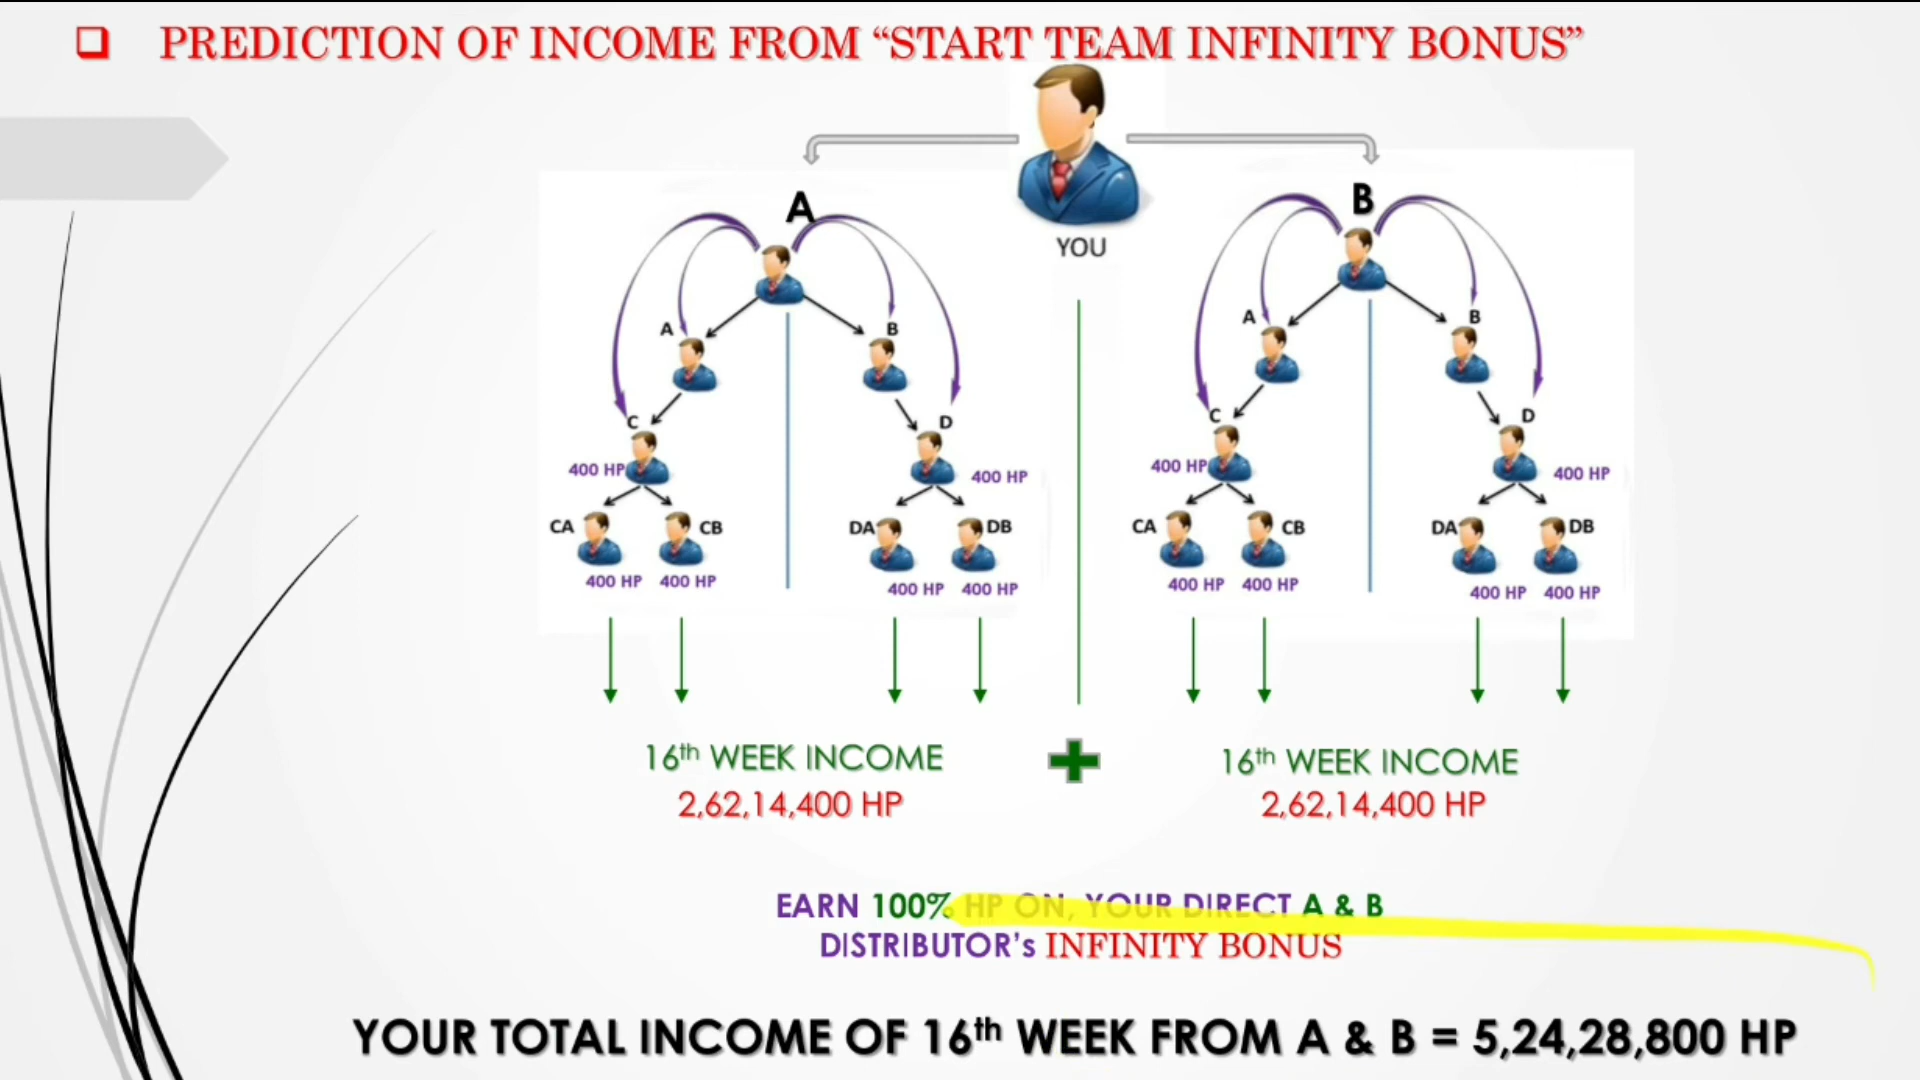 PREDICTION OF INCOME FROM “START TEAM INFINITY BONUS”
YOU
A
A
B
C
D
400 HP
400 HP
CA
CB
DA
DB
400 HP
400 HP
400 HP
400 HP
B
A
B
C
D
400 HP
400 HP
CA
CB
DA
DB
400 HP
400 HP
400 HP
400 HP
16th WEEK INCOME
2,62,14,400 HP
16th WEEK INCOME
2,62,14,400 HP
EARN 100% HP ON, YOUR DIRECT A & B
DISTRIBUTOR’s INFINITY BONUS
YOUR TOTAL INCOME OF 16th WEEK FROM A & B = 5,24,28,800 HP